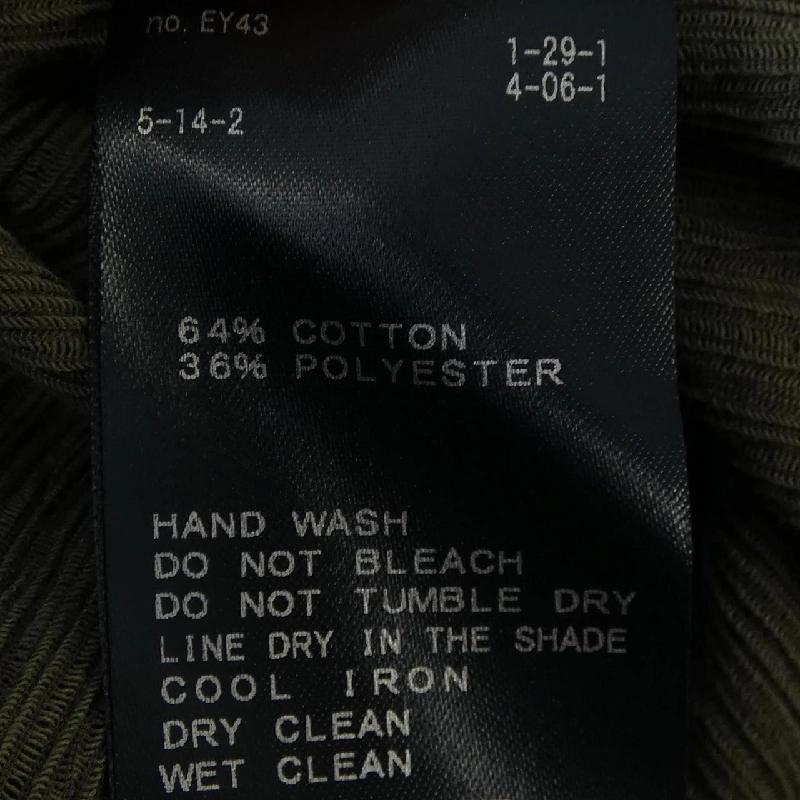 no. EY43
1-29-1
4-06-1
5-14-2
64% COTTON
36% POLYESTER
HAND WASH
DO NOT BLEACH
DO NOT TUMBLE DRY
LINE DRY IN THE SHADE
COOL IRON
DRY CLEAN
WET CLEAN